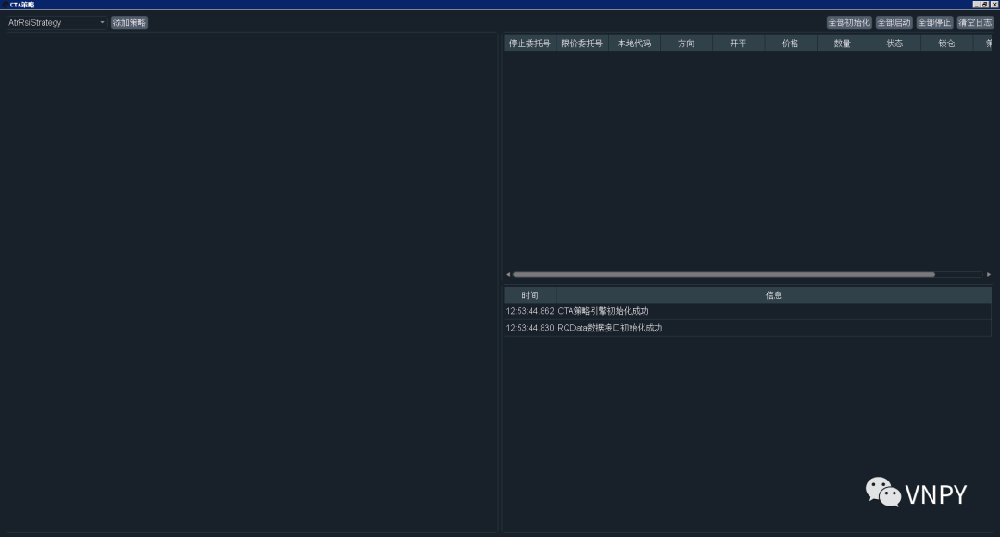 CTA策略
AtrRsiStrategy 添加策略 全部初始化 全部启动 全部停止 清空日志
停止委托号 限价委托号 本地代码 方向 开平 价格 数量 状态 锁仓
时间 信息
12:53:44.862 CTA策略引擎初始化成功
12:53:44.830 RQData数据接口初始化成功
VNPY